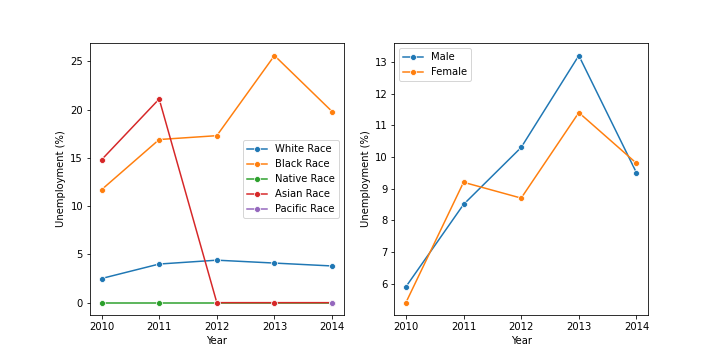 Unemployment (%)
25
20
15
10
5
0
2010 2011 2012 2013 2014
Year
White Race
Black Race
Native Race
Asian Race
Pacific Race
Unemployment (%)
13
12
11
10
9
8
7
6
2010 2011 2012 2013 2014
Year
Male
Female